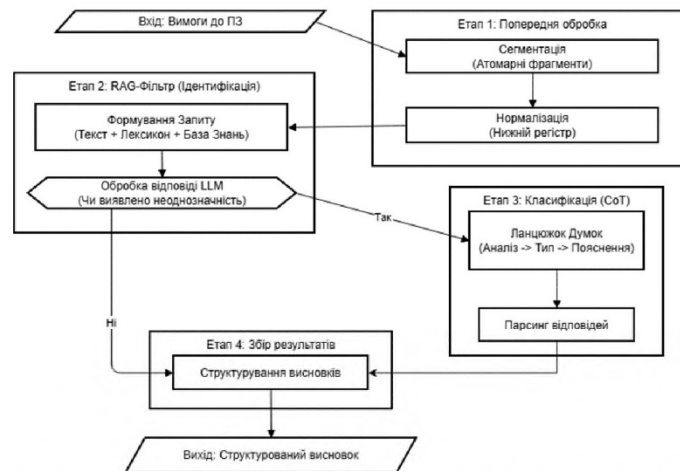 Вхід: Вимоги до ПЗ
Етап 1: Попередня обробка
Сегментація
(Атомарні фрагменти)
Нормалізація
(Нижній регістр)
Етап 2: RAG-Фільтр (Ідентифікація)
Формування Запиту
(Текст + Лексикон + База Знань)
Обробка відповіді LLM
(Чи виявлено неоднозначність)
Так
Ні
Етап 3: Класифікація (CoT)
Ланцюжок Думок
(Аналіз -> Тип -> Пояснення)
Парсинг відповідей
Етап 4: Збір результатів
Структурування висновків
Вихід: Структурований висновок